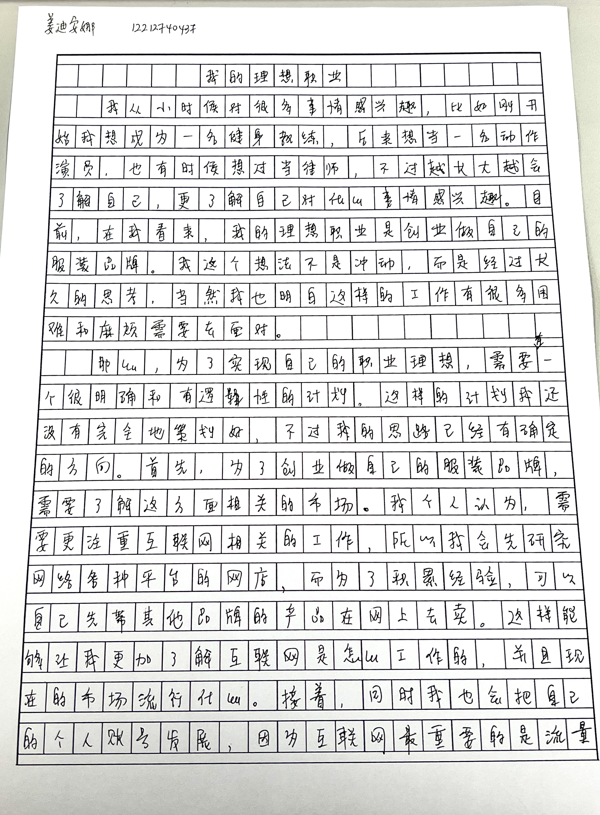 姜迪安娜 12212740437
我的理想职业
我从小时候对很多事情感兴趣，比如刚开
始我想成为一名健身教练，后来想当一名动作
演员，也有时候想过当律师，不过越长大越会
了解自己，更了解自己对什么事情感兴趣。目
前，在我看来，我的理想职业是创业做自己的
服装品牌。我这个想法不是冲动，而是经过长
久的思考，当然我也明白这样的工作有很多困
难和麻烦需要去面对。
那么，为了实现自己的职业理想，需要一
个很明确和有逻辑性的计划。这样的计划我还
没有完全地策划好，不过我的思路已经有确定
的方向。首先，为了创业做自己的服装品牌，
需要了解这方面相关的市场。我个人认为，需
要更注重互联网相关的工作，所以我会先研究
网络各种平台的网店，而为了积累经验，可以
自己先带其他品牌的产品在网上去卖。这样能
够让我更加了解互联网是怎么工作的，并且现
在的市场流行什么。接着，同时我也会把自己
的个人账号发展，因为互联网最重要的是流量